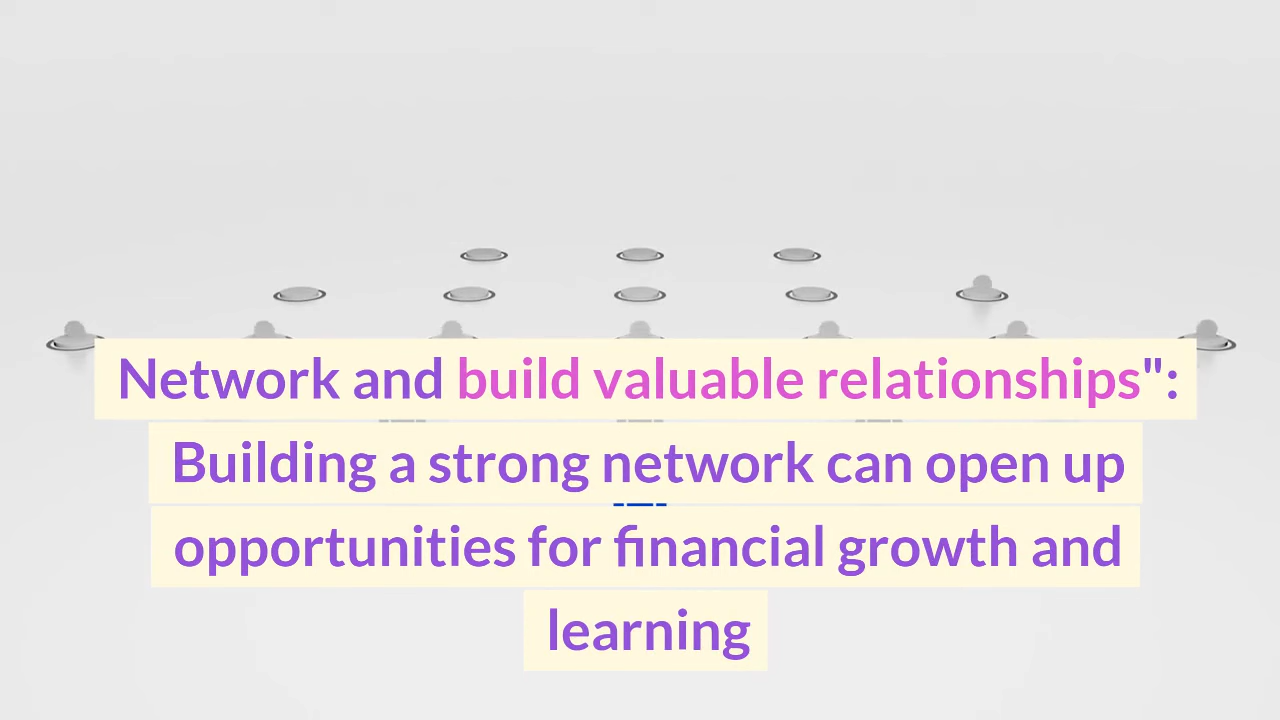 Network and build valuable relationships":
Building a strong network can open up
opportunities for financial growth and
learning